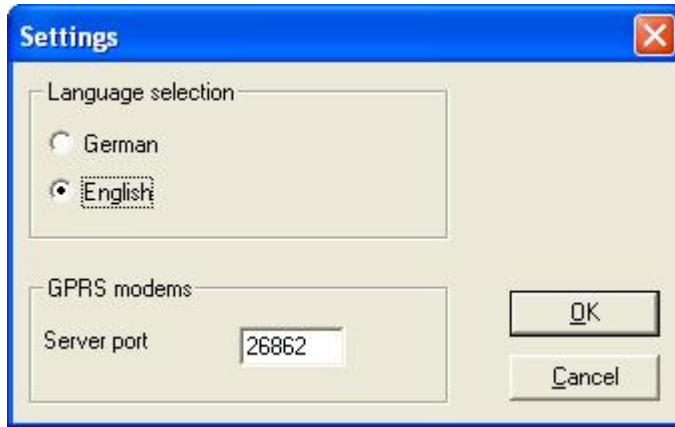 Settings
Language selection
German
English
GPRS modems
Server port 26862
OK
Cancel